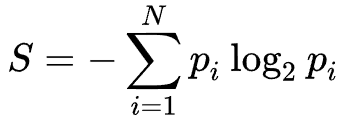 S = − ∑_{i=1}^{N} p_i log_2 p_i